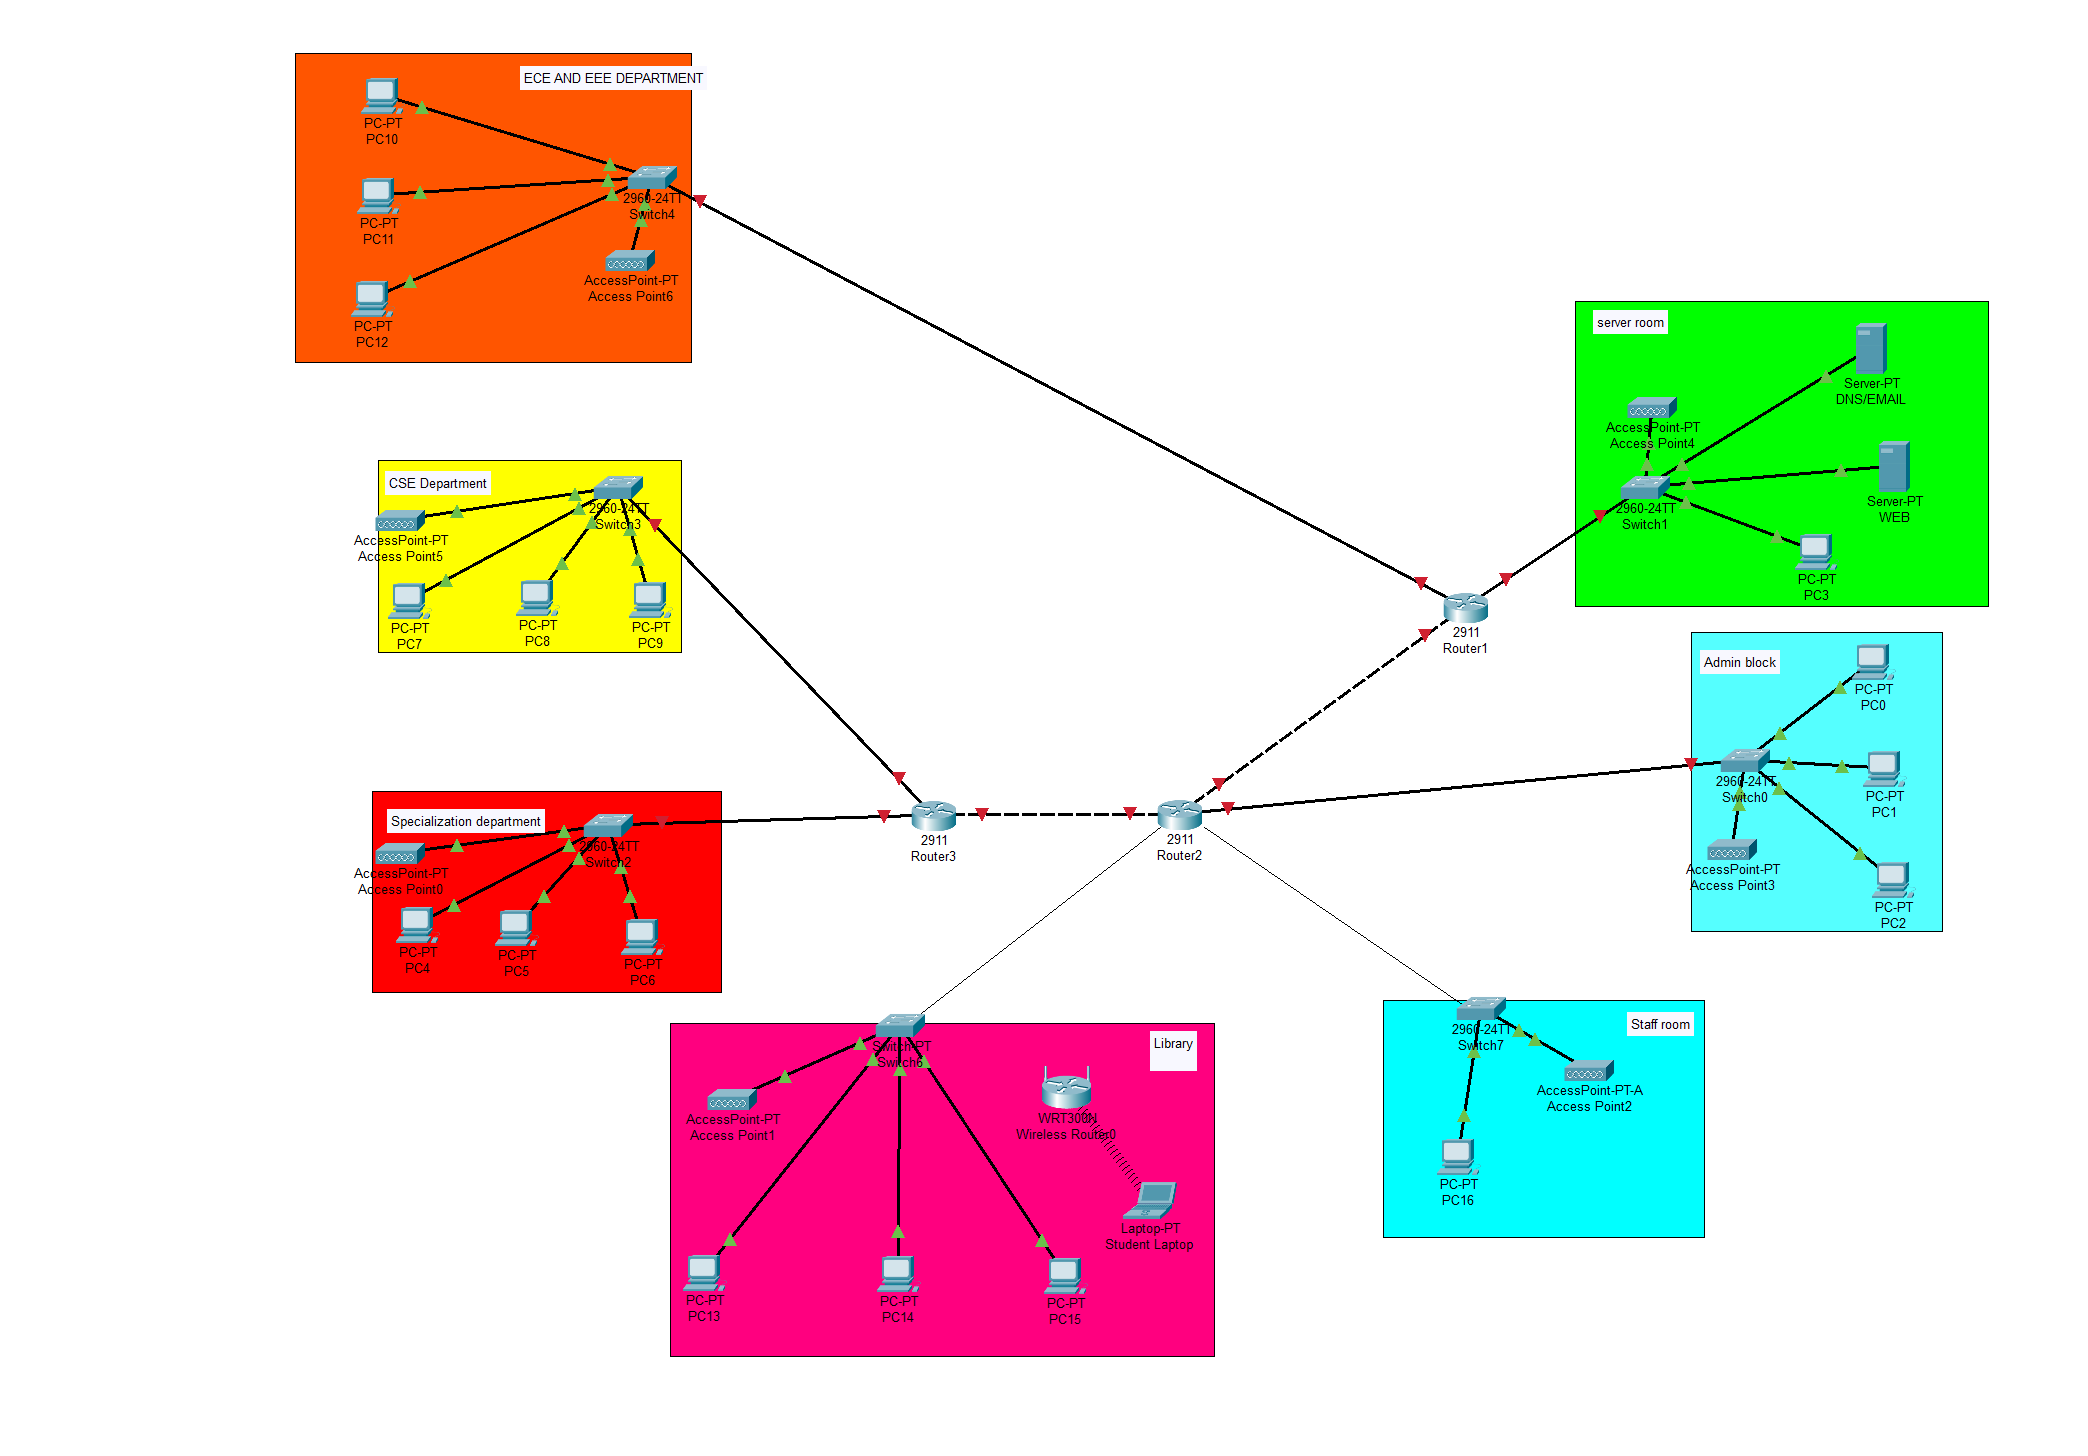 ECE AND EEE DEPARTMENT
PC-PT
PC10
PC-PT
PC11
PC-PT
PC12
2960-24TT
Switch4
AccessPoint-PT
Access Point6
server room
Server-PT
DNS/EMAIL
AccessPoint-PT
Access Point4
2960-24TT
Switch1
Server-PT
WEB
PC-PT
PC3
CSE Department
2960-24TT
Switch3
AccessPoint-PT
Access Point5
PC-PT
PC7
PC-PT
PC8
PC-PT
PC9
2911
Router1
Admin block
PC-PT
PC0
2960-24TT
Switch0
PC-PT
PC1
AccessPoint-PT
Access Point3
PC-PT
PC2
Specialization department
2960-24TT
Switch2
AccessPoint-PT
Access Point0
PC-PT
PC4
PC-PT
PC5
PC-PT
PC6
2911
Router3
2911
Router2
Library
Switch-PT
Switch6
AccessPoint-PT
Access Point1
WRT300N
Wireless Router0
Laptop-PT
Student Laptop
PC-PT
PC13
PC-PT
PC14
PC-PT
PC15
Staff room
2960-24TT
Switch7
AccessPoint-PT-A
Access Point2
PC-PT
PC16